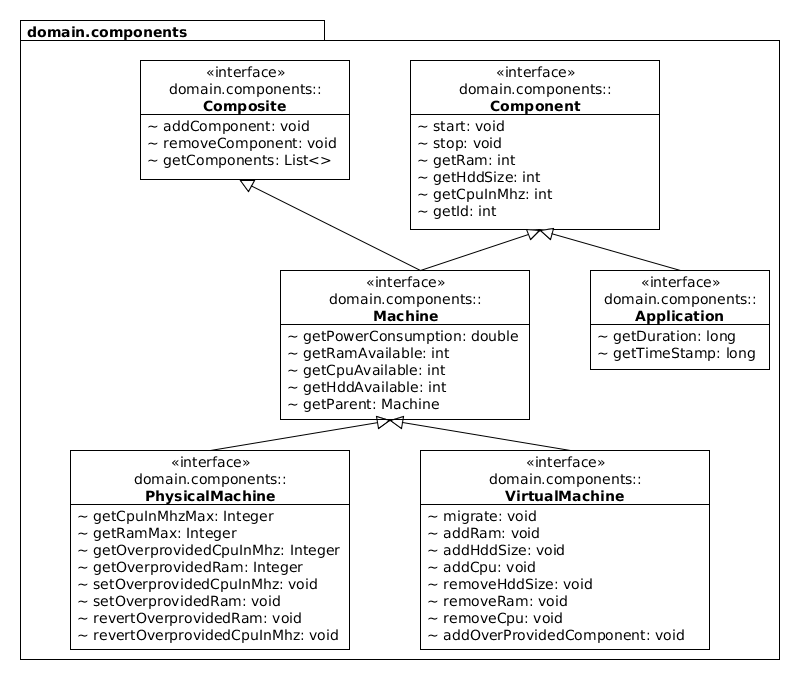 domain.components
«interface»
domain.components::
Composite
~ addComponent: void
~ removeComponent: void
~ getComponents: List<>
«interface»
domain.components::
Component
~ start: void
~ stop: void
~ getRam: int
~ getHddSize: int
~ getCpuInMhz: int
~ getId: int
«interface»
domain.components::
Machine
~ getPowerConsumption: double
~ getRamAvailable: int
~ getCpuAvailable: int
~ getHddAvailable: int
~ getParent: Machine
«interface»
domain.components::
Application
~ getDuration: long
~ getTimeStamp: long
«interface»
domain.components::
PhysicalMachine
~ getCpuInMhzMax: Integer
~ getRamMax: Integer
~ getOverprovidedCpuInMhz: Integer
~ getOverprovidedRam: Integer
~ setOverprovidedCpuInMhz: void
~ setOverprovidedRam: void
~ revertOverprovidedRam: void
~ revertOverprovidedCpuInMhz: void
«interface»
domain.components::
VirtualMachine
~ migrate: void
~ addRam: void
~ addHddSize: void
~ addCpu: void
~ removeHddSize: void
~ removeRam: void
~ removeCpu: void
~ addOverProvidedComponent: void